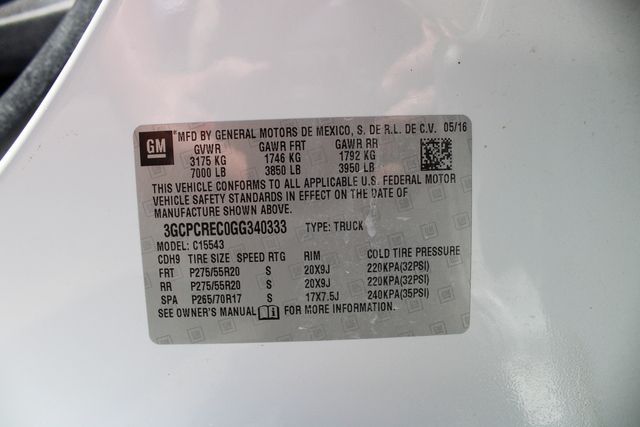 GM
*MFD BY GENERAL MOTORS DE MEXICO, S. DE R.L. DE C.V. 05/16
GVWR GAWR FRT GAWR RR
3175 KG 1746 KG 1792 KG
7000 LB 3850 LB 3950 LB
THIS VEHICLE CONFORMS TO ALL APPLICABLE U.S. FEDERAL MOTOR
VEHICLE SAFETY STANDARDS IN EFFECT ON THE DATE OF
MANUFACTURE SHOWN ABOVE.
3GCPCREC0GG340333 TYPE: TRUCK
MODEL: C15543
CDH9 TIRE SIZE SPEED RTG RIM COLD TIRE PRESSURE
FRT P275/55R20 S 20X9J 220KPA(32PSI)
RR P275/55R20 S 20X9J 220KPA(32PSI)
SPA P265/70R17 S 17X7.5J 240KPA(35PSI)
SEE OWNER'S MANUAL FOR MORE INFORMATION.